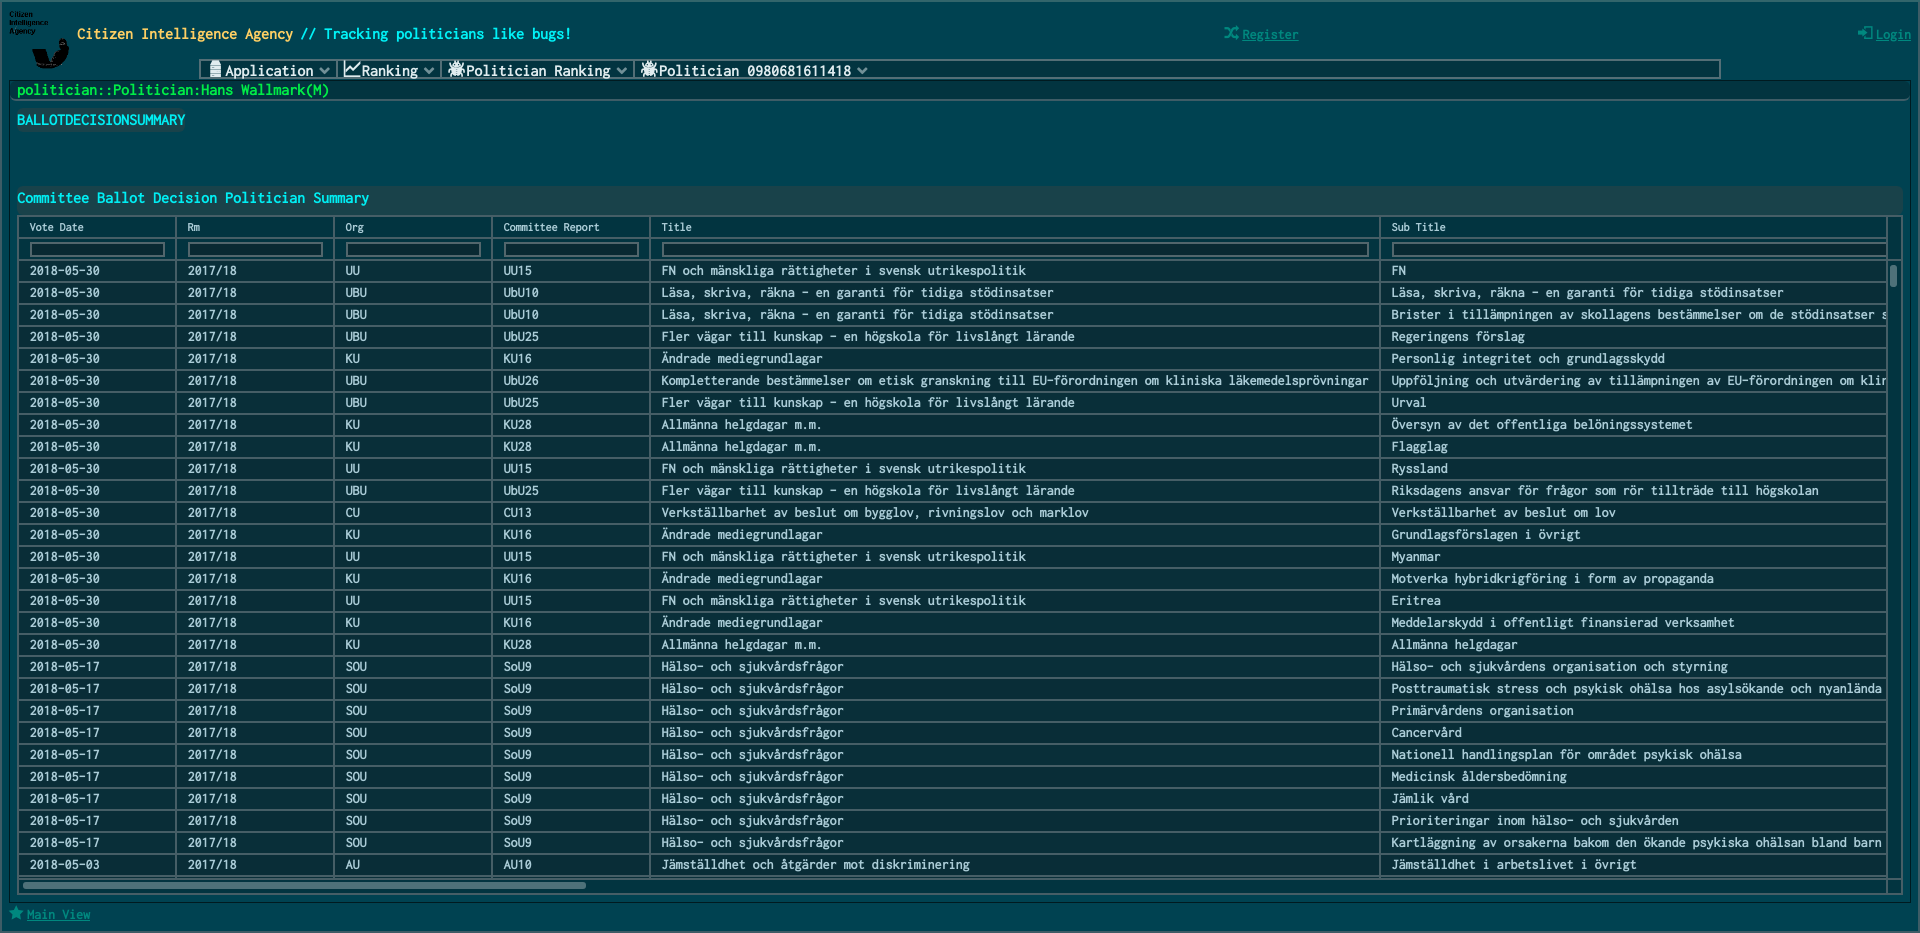 Citizen
Intelligence
Agency
Citizen Intelligence Agency // Tracking politicians like bugs!
Register
Login
Application Ranking Politician Ranking Politician 0980681611418
politician::Politician:Hans Wallmark(M)
BALLOTDECISIONSUMMARY
Committee Ballot Decision Politician Summary
Vote Date Rm Org Committee Report Title Sub Title
2018-05-30 2017/18 UU UU15 FN och mänskliga rättigheter i svensk utrikespolitik FN
2018-05-30 2017/18 UBU UbU10 Läsa, skriva, räkna – en garanti för tidiga stödinsatser Läsa, skriva, räkna – en garanti för tidiga stödinsatser
2018-05-30 2017/18 UBU UbU10 Läsa, skriva, räkna – en garanti för tidiga stödinsatser Brister i tillämpningen av skollagens bestämmelser om de stödinsatser s
2018-05-30 2017/18 UBU UbU25 Fler vägar till kunskap – en högskola för livslångt lärande Regeringens förslag
2018-05-30 2017/18 KU KU16 Ändrade mediegrundlagar Personlig integritet och grundlagsskydd
2018-05-30 2017/18 UBU UbU26 Kompletterande bestämmelser om etisk granskning till EU-förordningen om kliniska läkemedelsprövningar Uppföljning och utvärdering av tillämpningen av EU-förordningen om klin
2018-05-30 2017/18 UBU UbU25 Fler vägar till kunskap – en högskola för livslångt lärande Urval
2018-05-30 2017/18 KU KU28 Allmänna helgdagar m.m. Översyn av det offentliga belöningssystemet
2018-05-30 2017/18 KU KU28 Allmänna helgdagar m.m. Flagglag
2018-05-30 2017/18 UU UU15 FN och mänskliga rättigheter i svensk utrikespolitik Ryssland
2018-05-30 2017/18 UBU UbU25 Fler vägar till kunskap – en högskola för livslångt lärande Riksdagens ansvar för frågor som rör tillträde till högskolan
2018-05-30 2017/18 CU CU13 Verkställbarhet av beslut om bygglov, rivningslov och marklov Verkställbarhet av beslut om lov
2018-05-30 2017/18 KU KU16 Ändrade mediegrundlagar Grundlagsförslagen i övrigt
2018-05-30 2017/18 UU UU15 FN och mänskliga rättigheter i svensk utrikespolitik Myanmar
2018-05-30 2017/18 KU KU16 Ändrade mediegrundlagar Motverka hybridkrigföring i form av propaganda
2018-05-30 2017/18 UU UU15 FN och mänskliga rättigheter i svensk utrikespolitik Eritrea
2018-05-30 2017/18 KU KU16 Ändrade mediegrundlagar Meddelarskydd i offentligt finansierad verksamhet
2018-05-30 2017/18 KU KU28 Allmänna helgdagar m.m. Allmänna helgdagar
2018-05-17 2017/18 SOU SoU9 Hälso- och sjukvårdsfrågor Hälso- och sjukvårdens organisation och styrning
2018-05-17 2017/18 SOU SoU9 Hälso- och sjukvårdsfrågor Posttraumatisk stress och psykisk ohälsa hos asylsökande och nyanlända
2018-05-17 2017/18 SOU SoU9 Hälso- och sjukvårdsfrågor Primärvårdens organisation
2018-05-17 2017/18 SOU SoU9 Hälso- och sjukvårdsfrågor Cancervård
2018-05-17 2017/18 SOU SoU9 Hälso- och sjukvårdsfrågor Nationell handlingsplan för området psykisk ohälsa
2018-05-17 2017/18 SOU SoU9 Hälso- och sjukvårdsfrågor Medicinsk åldersbedömning
2018-05-17 2017/18 SOU SoU9 Hälso- och sjukvårdsfrågor Jämlik vård
2018-05-17 2017/18 SOU SoU9 Hälso- och sjukvårdsfrågor Prioriteringar inom hälso- och sjukvården
2018-05-17 2017/18 SOU SoU9 Hälso- och sjukvårdsfrågor Kartläggning av orsakerna bakom den ökande psykiska ohälsan bland barn
2018-05-03 2017/18 AU AU10 Jämställdhet och åtgärder mot diskriminering Jämställdhet i arbetslivet i övrigt
Main View